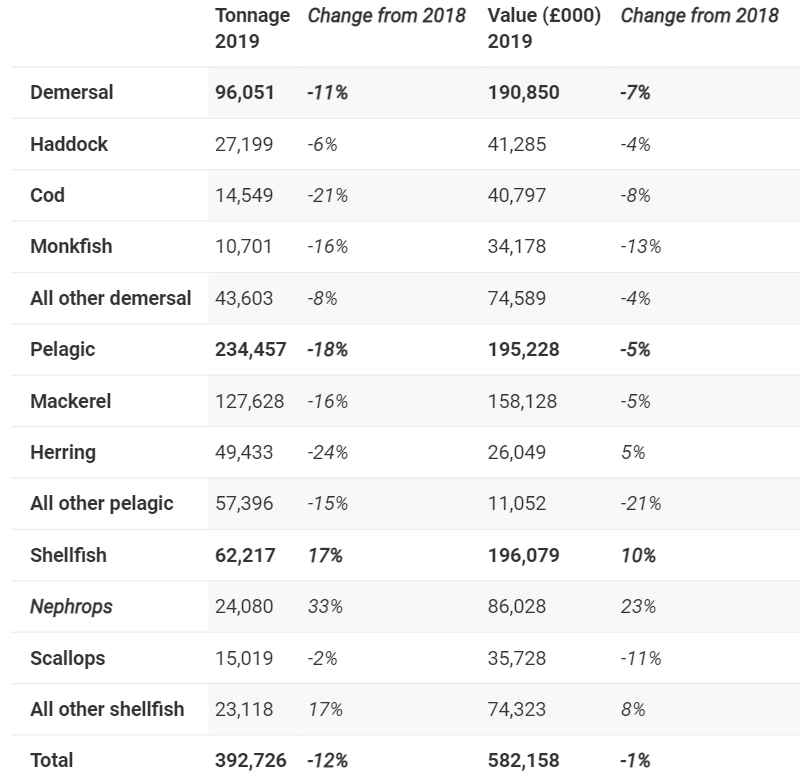 Tonnage 2019 Change from 2018 Value (£000) 2019 Change from 2018
Demersal 96,051 -11% 190,850 -7%
Haddock 27,199 -6% 41,285 -4%
Cod 14,549 -21% 40,797 -8%
Monkfish 10,701 -16% 34,178 -13%
All other demersal 43,603 -8% 74,589 -4%
Pelagic 234,457 -18% 195,228 -5%
Mackerel 127,628 -16% 158,128 -5%
Herring 49,433 -24% 26,049 5%
All other pelagic 57,396 -15% 11,052 -21%
Shellfish 62,217 17% 196,079 10%
Nephrops 24,080 33% 86,028 23%
Scallops 15,019 -2% 35,728 -11%
All other shellfish 23,118 17% 74,323 8%
Total 392,726 -12% 582,158 -1%